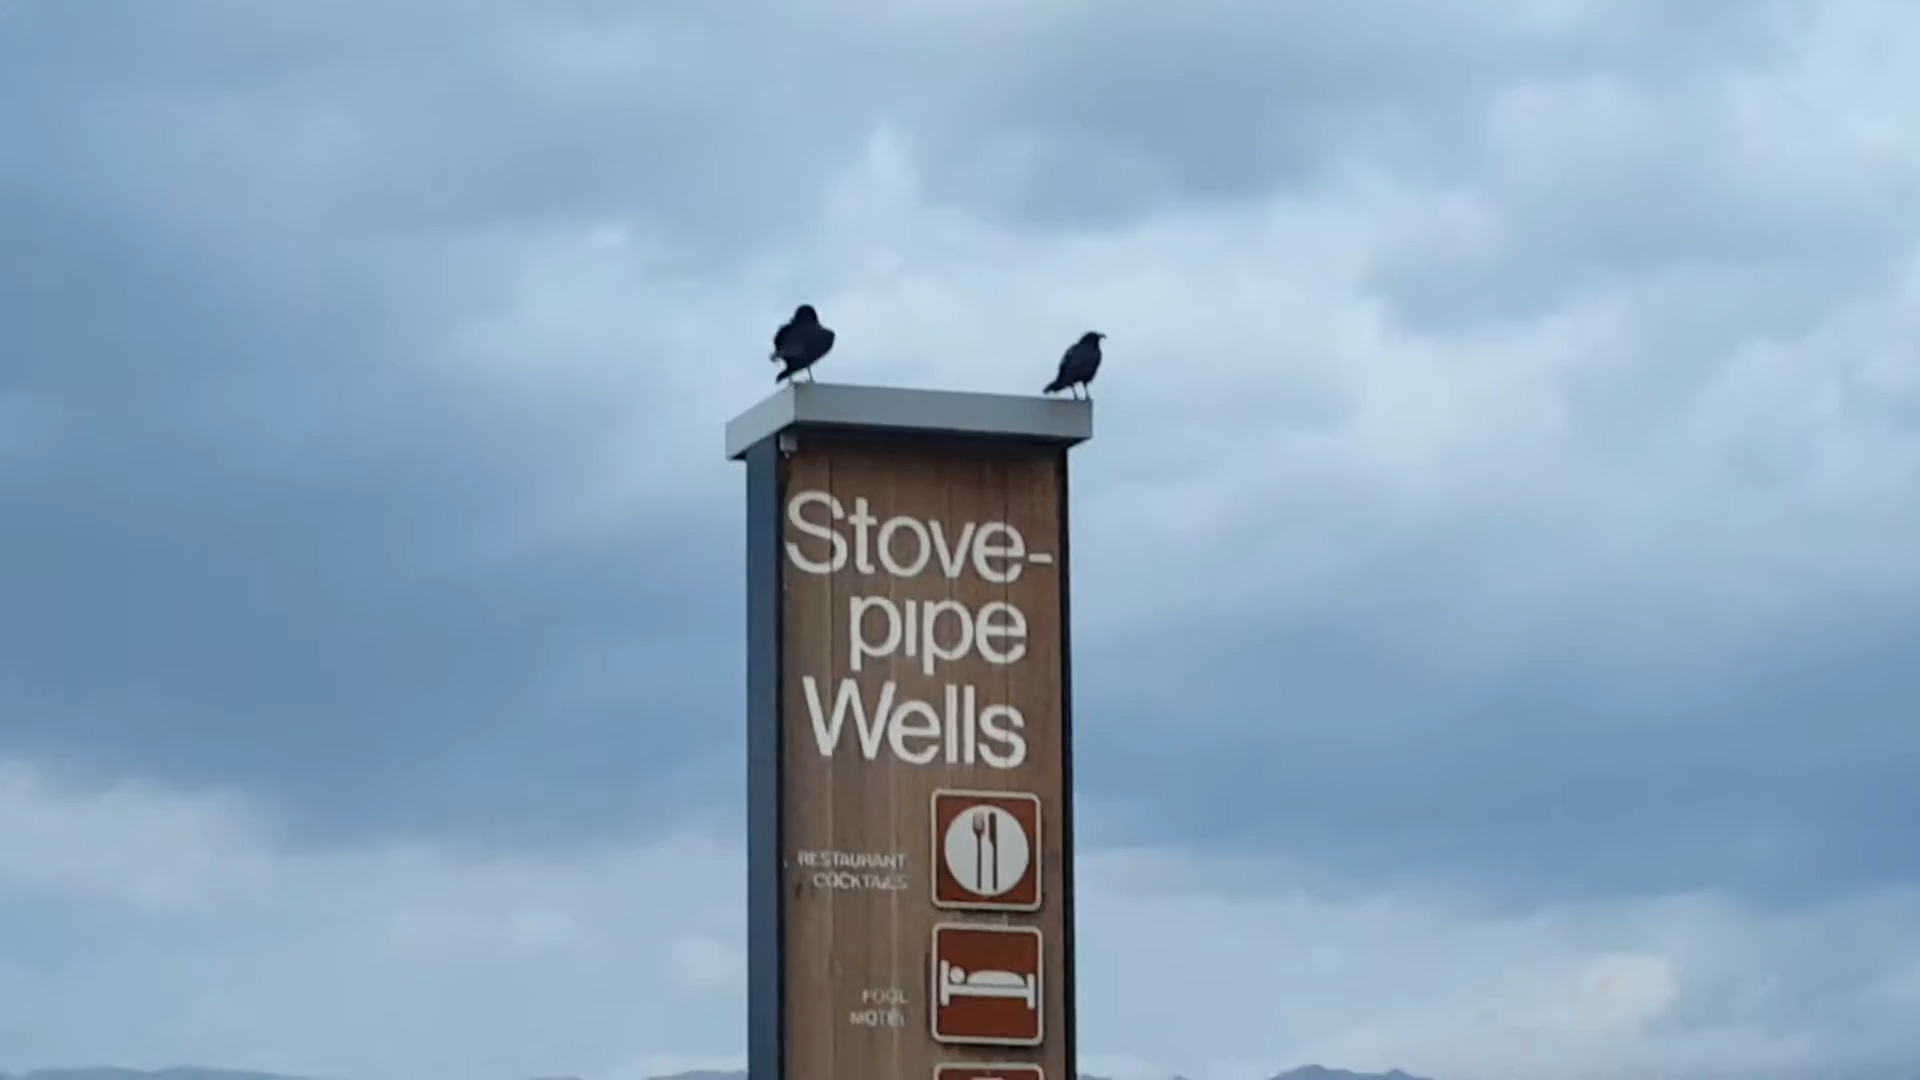 Stove-
pipe
Wells
RESTAURANT
COCKTAILS
POOL
MOTEL